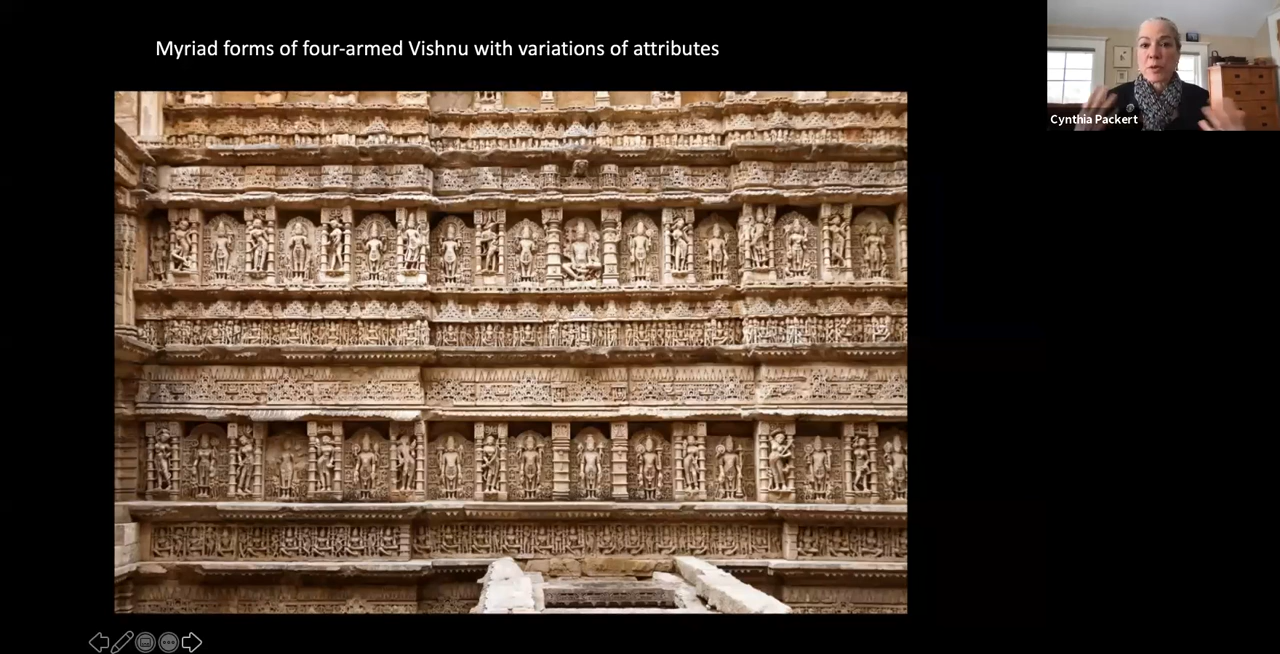 Myriad forms of four-armed Vishnu with variations of attributes
Cynthia Packert